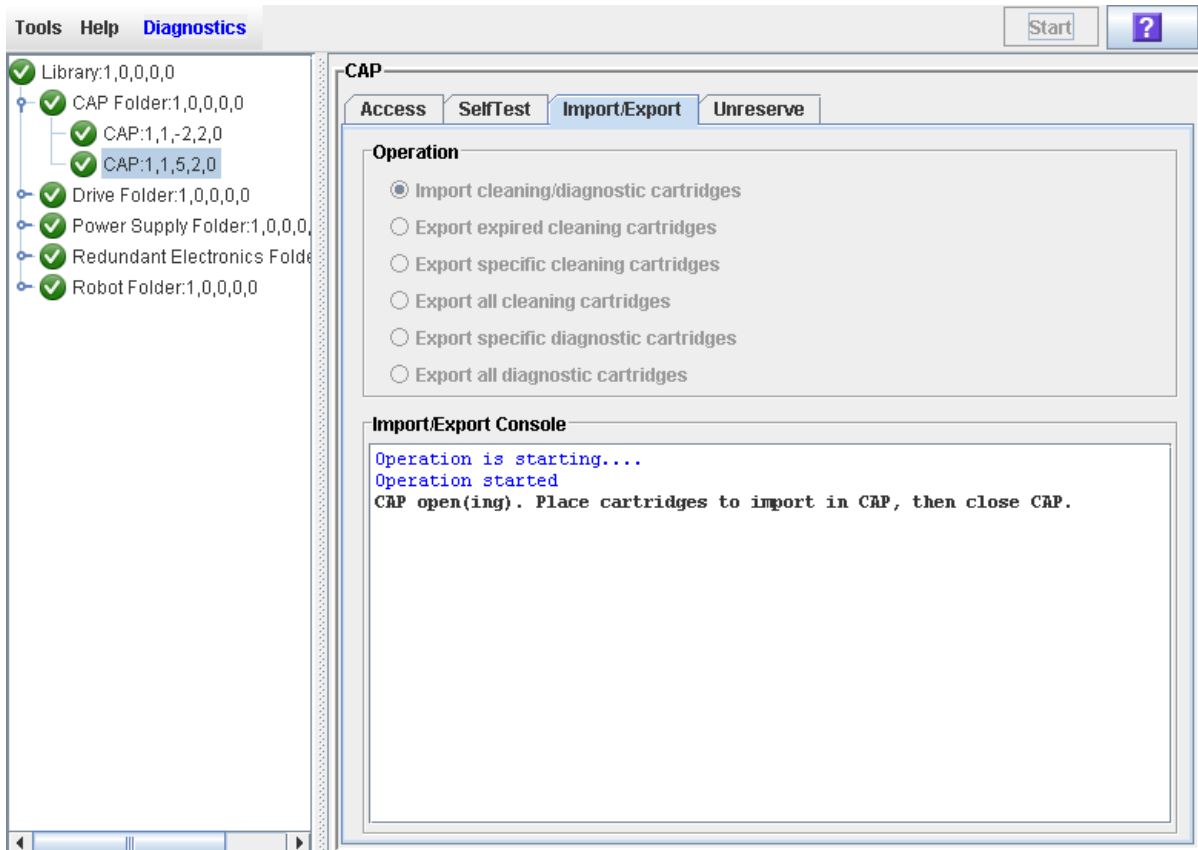 Tools Help Diagnostics
Start
?
Library:1,0,0,0,0
CAP Folder:1,0,0,0,0
CAP:1,1,-2,2,0
CAP:1,1,5,2,0
Drive Folder:1,0,0,0,0
Power Supply Folder:1,0,0,0,
Redundant Electronics Folde
Robot Folder:1,0,0,0,0
CAP
Access SelfTest Import/Export Unreserve
Operation
Import cleaning/diagnostic cartridges
Export expired cleaning cartridges
Export specific cleaning cartridges
Export all cleaning cartridges
Export specific diagnostic cartridges
Export all diagnostic cartridges
Import/Export Console
Operation is starting....
Operation started
CAP open(ing). Place cartridges to import in CAP, then close CAP.